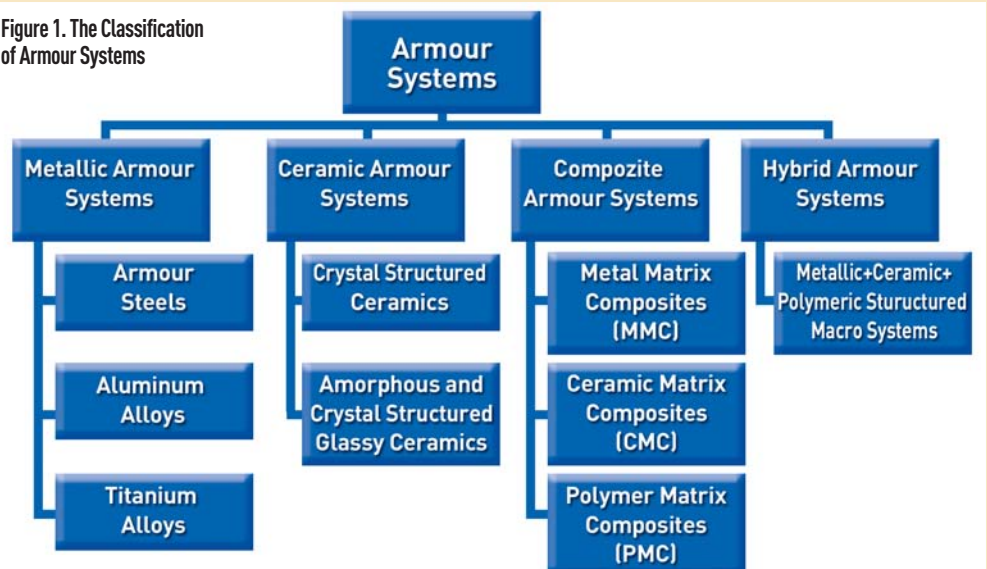 Figure 1. The Classification
of Armour Systems
Armour
Systems
Metallic Armour
Systems
Armour
Steels
Aluminum
Alloys
Titanium
Alloys
Ceramic Armour
Systems
Crystal Structured
Ceramics
Amorphous and
Crystal Structured
Glassy Ceramics
Compozite
Armour Systems
Metal Matrix
Composites
(MMC)
Ceramic Matrix
Composites
(CMC)
Polymer Matrix
Composites
(PMC)
Hybrid Armour
Systems
Metallic+Ceramic+
Polymeric Stuructured
Macro Systems